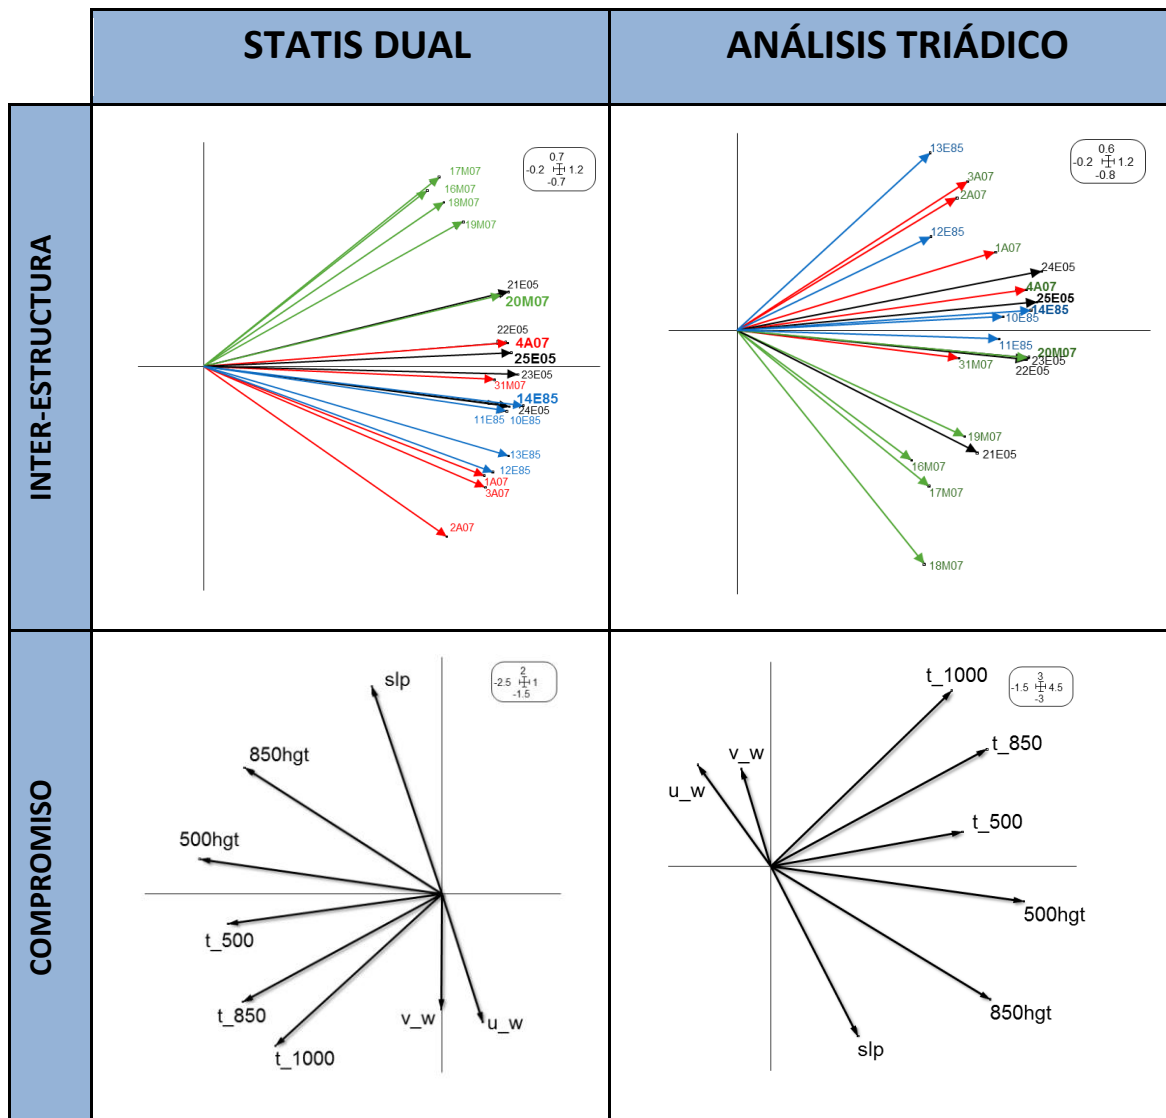 STATIS DUAL
ANÁLISIS TRIÁDICO
INTER-ESTRUCTURA
17M07
16M07
18M07
19M07
21E05
20M07
22E05
4A07
25E05
23E05
31M07
14E85
24E05
11E85 10E85
13E85
12E85
1A07
3A07
2A07
0.7
-0.2 1.2
-0.7
13E85
3A07
2A07
12E85
1A07
24E05
4A07
25E05
14E85
10E85
11E85
20M07
23E05
31M07
22E05
19M07
21E05
16M07
17M07
18M07
0.6
-0.2 1.2
-0.8
COMPROMISO
slp
850hgt
500hgt
t_500
t_850
t_1000
v_w
u_w
2
-2.5 1
-1.5
t_1000
t_850
v_w
u_w
t_500
500hgt
850hgt
slp
3
-1.5 4.5
-3